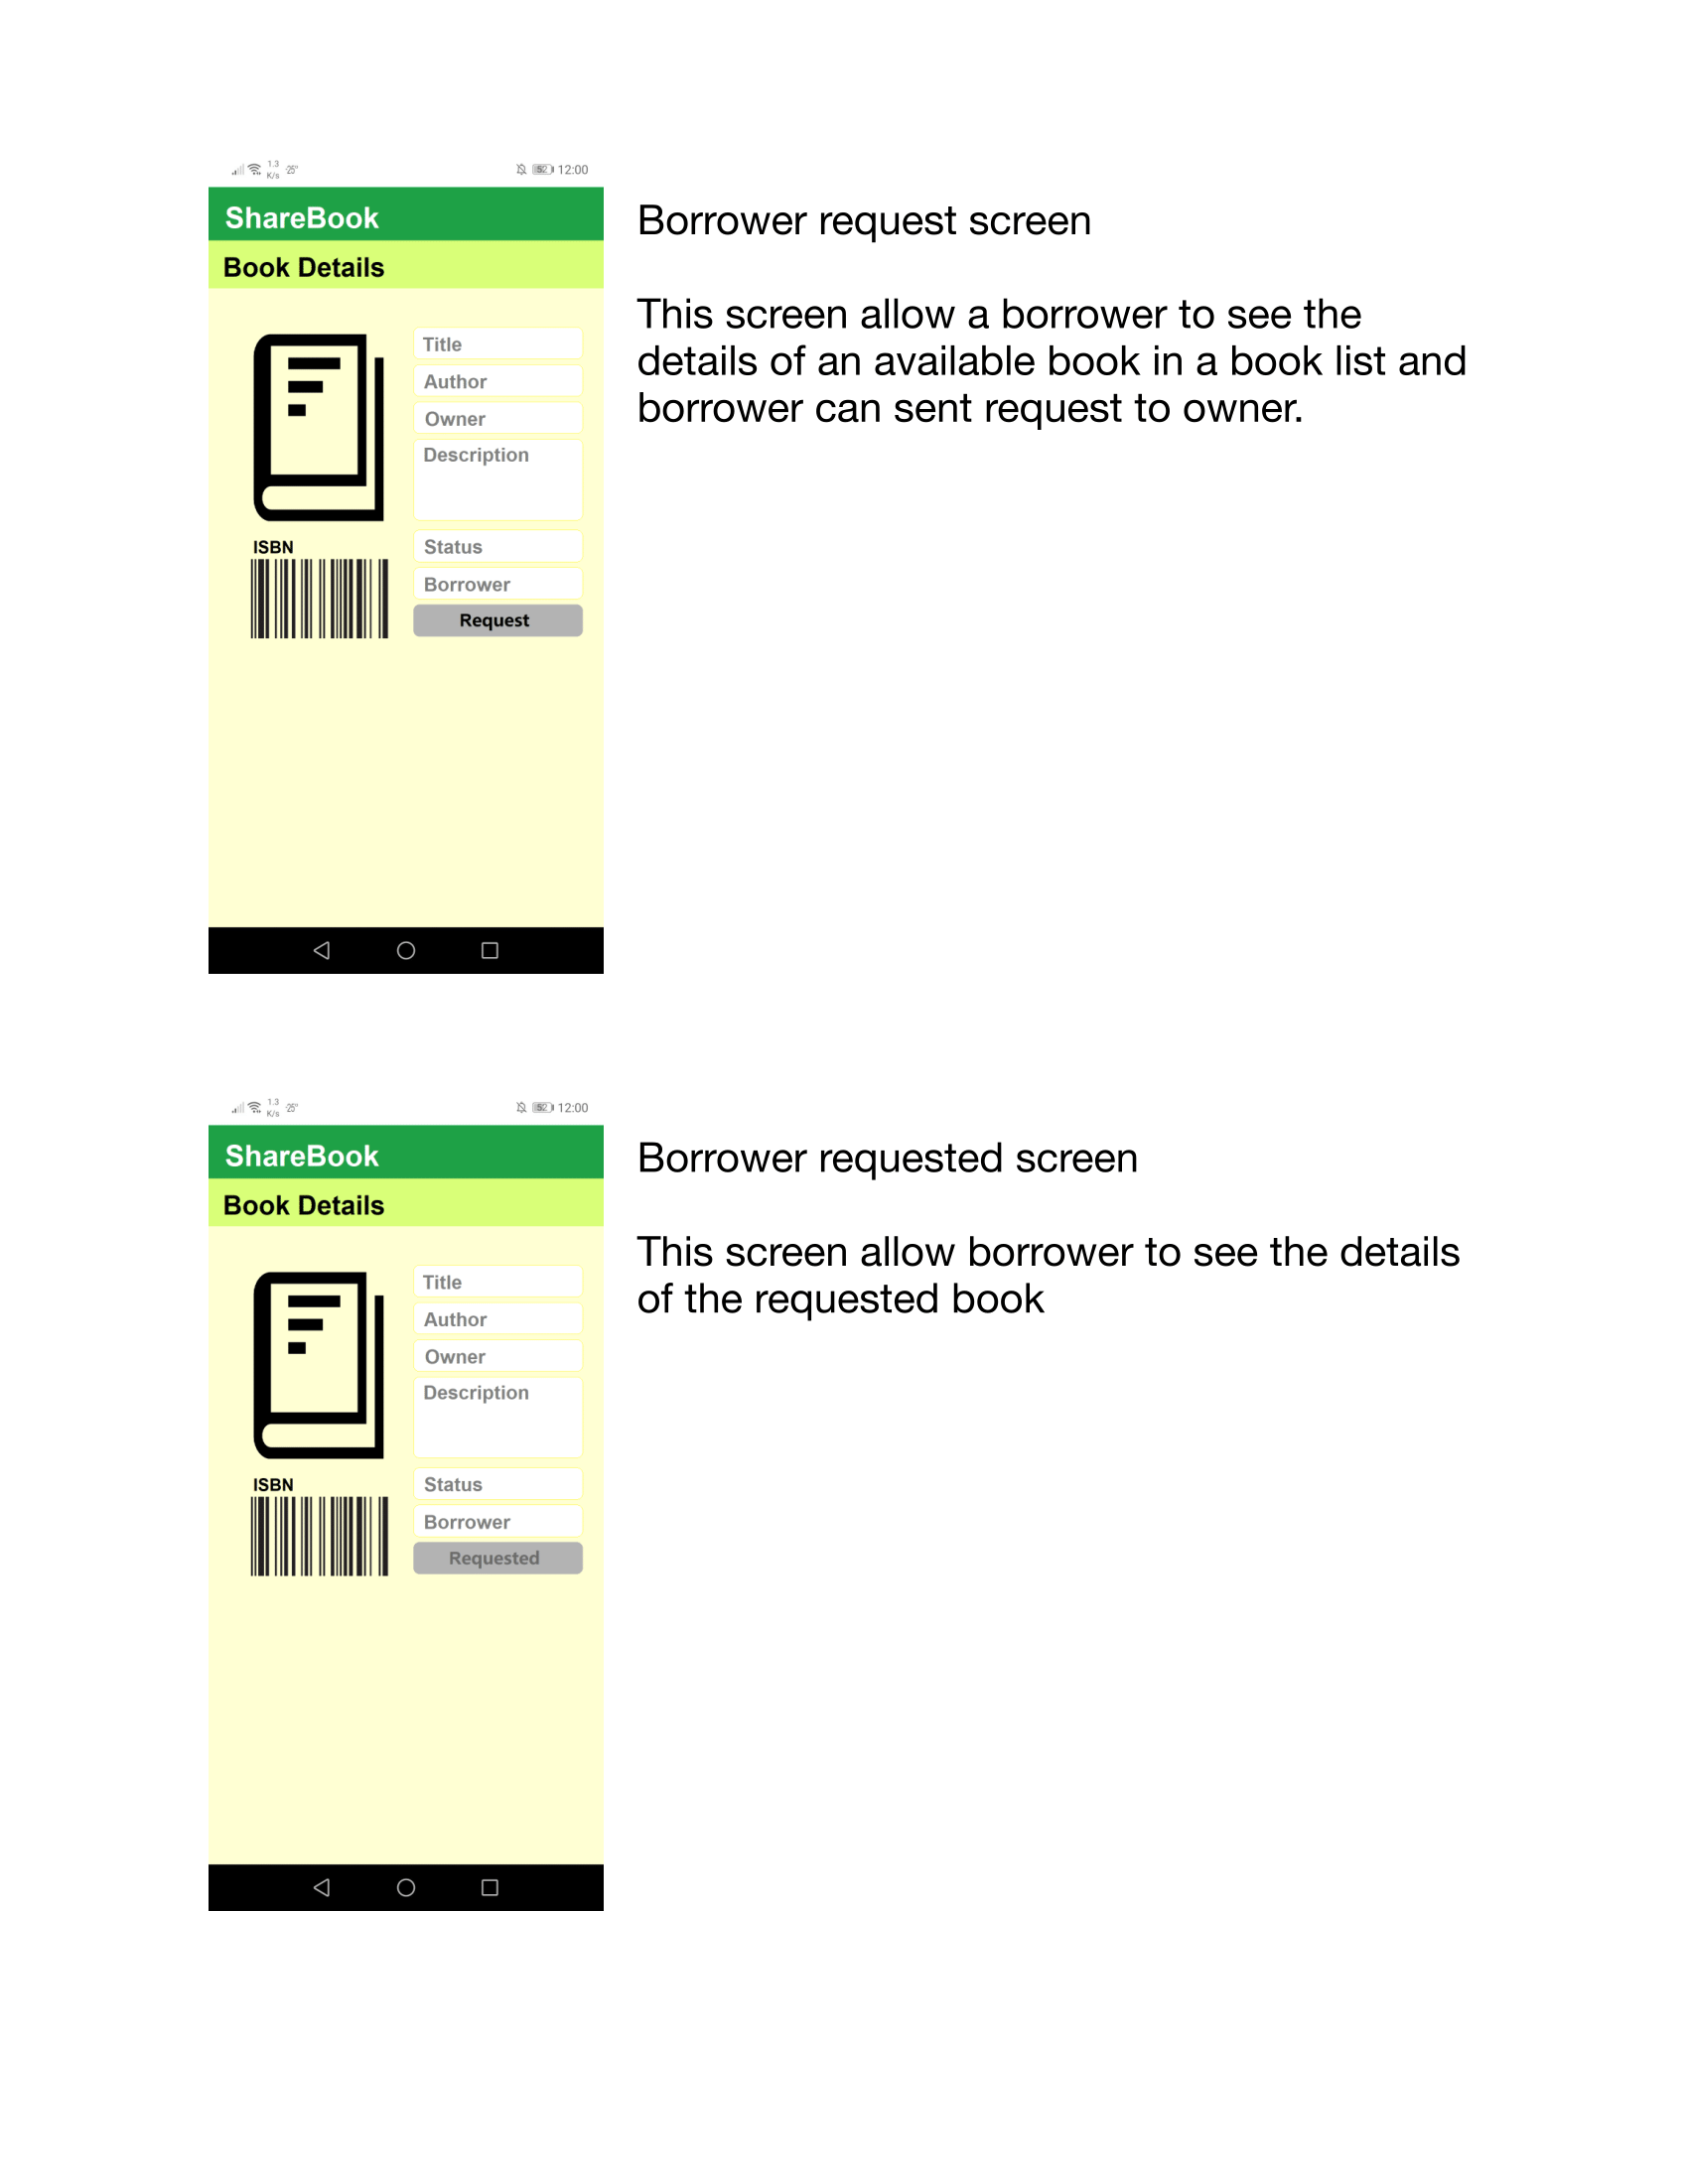 1.3
K/s
-25°
52
12:00
ShareBook
Book Details
Title
Author
Owner
Description
ISBN
Status
Borrower
Request
Borrower request screen
This screen allow a borrower to see the
details of an available book in a book list and
borrower can sent request to owner.
1.3
K/s
-25°
52
12:00
ShareBook
Book Details
Title
Author
Owner
Description
ISBN
Status
Borrower
Requested
Borrower requested screen
This screen allow borrower to see the details
of the requested book